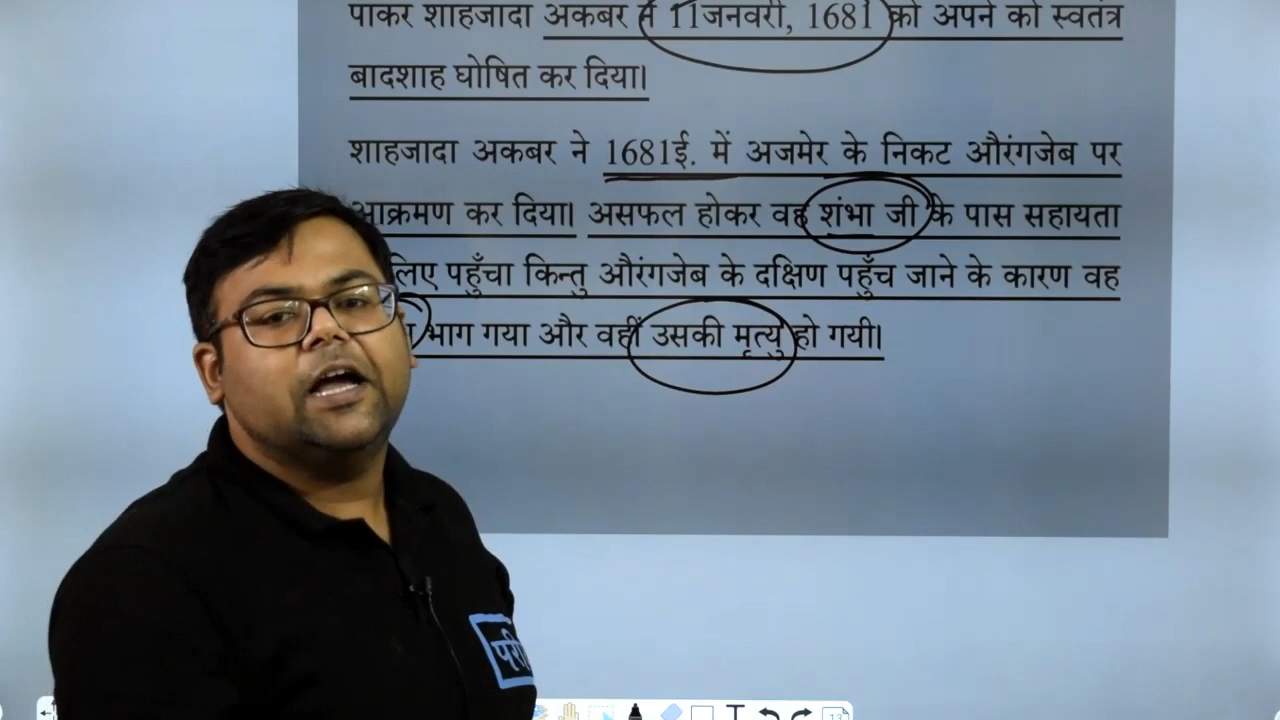 पाकर शाहजादा अकबर ने 11जनवरी, 1681 को अपने को स्वतंत्र
बादशाह घोषित कर दिया।
शाहजादा अकबर ने 1681ई. में अजमेर के निकट औरंगजेब पर
आक्रमण कर दिया। असफल होकर वह शंभा जी के पास सहायता
लिए पहुँचा किन्तु औरंगजेब के दक्षिण पहुँच जाने के कारण वह
भाग गया और वहीं उसकी मृत्यु हो गयी।